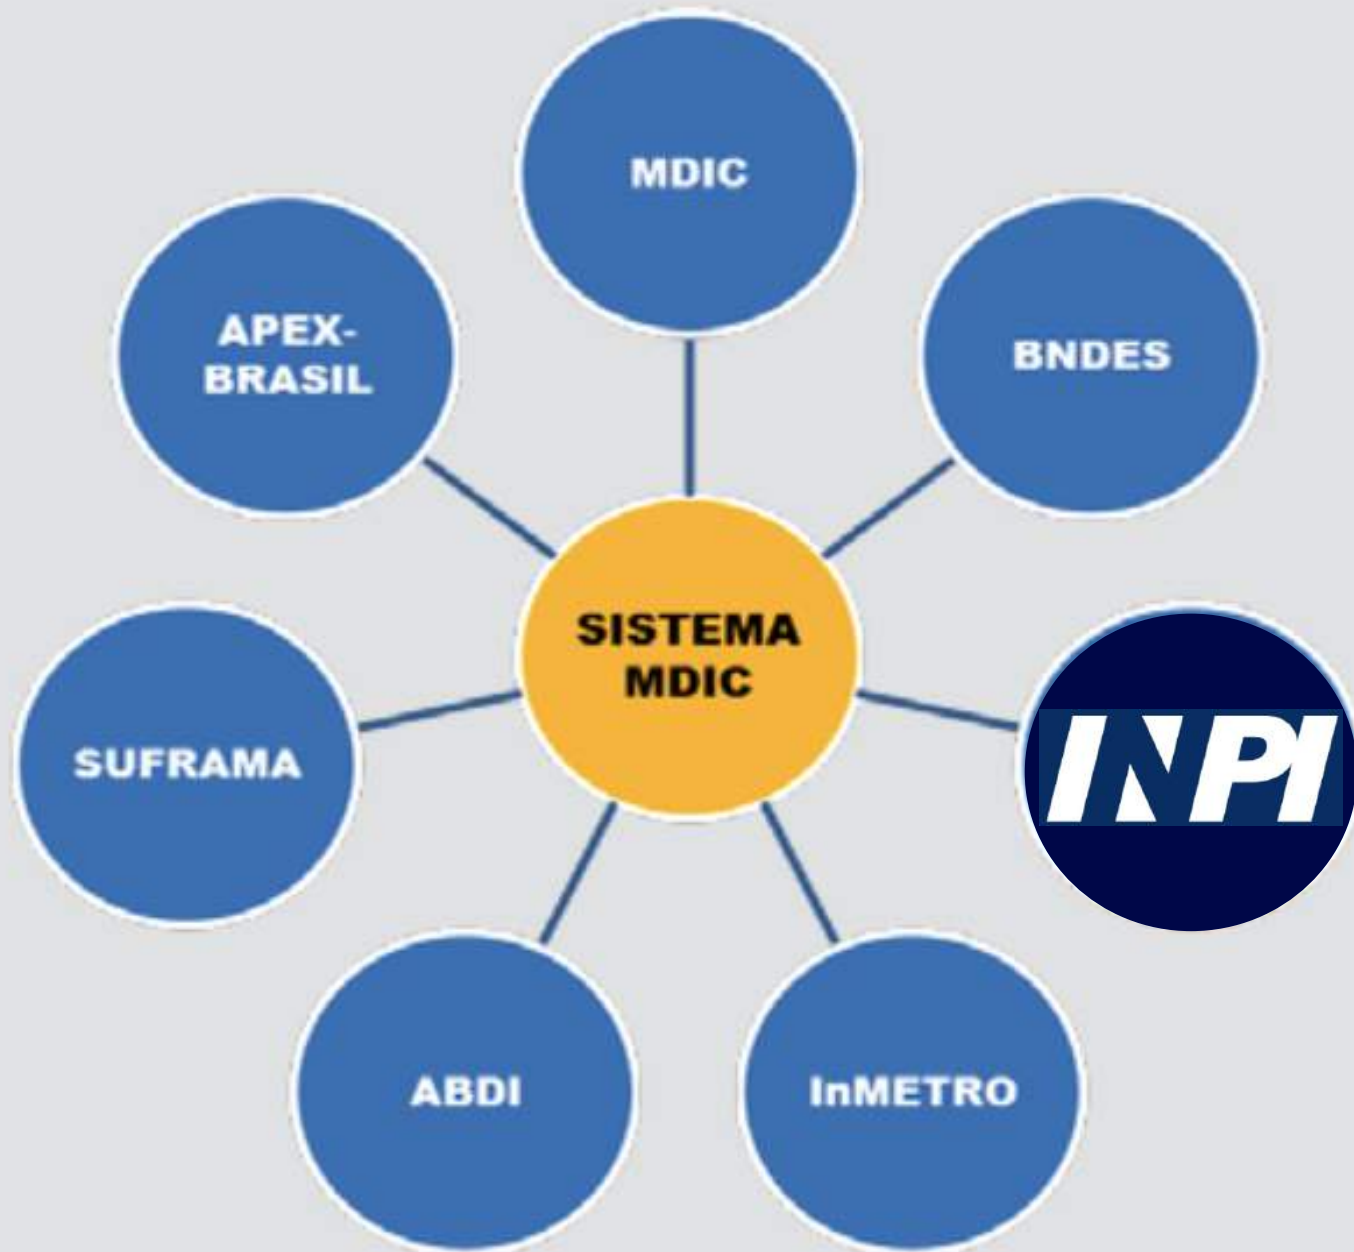 MDIC
APEX-
BRASIL
BNDES
SISTEMA
MDIC
SUFRAMA
INPI
ABDI
InMETRO